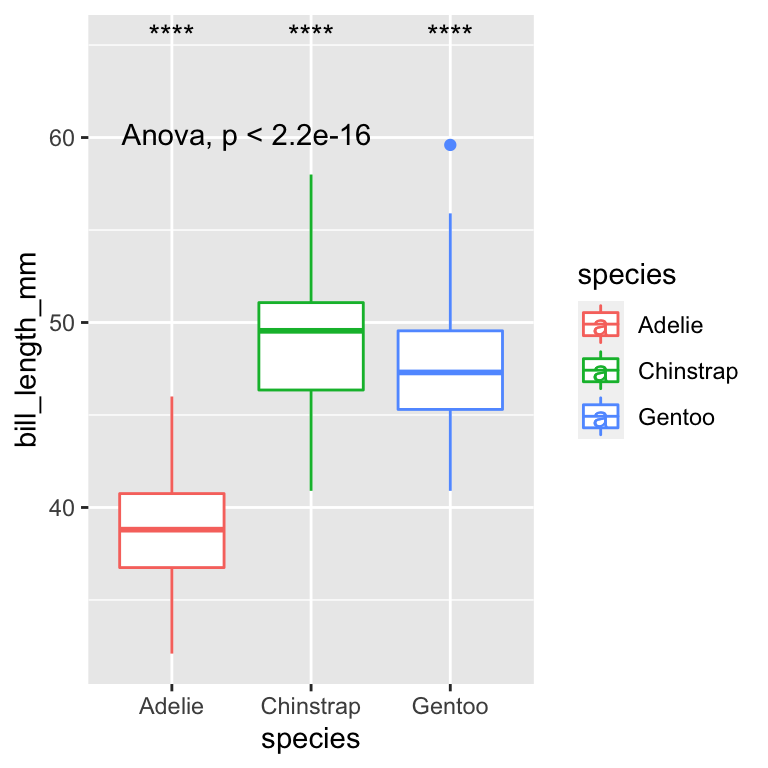 **** **** ****
Anova, p < 2.2e-16
60
50
40
bill_length_mm
Adelie Chinstrap Gentoo
species
species
a Adelie
a Chinstrap
a Gentoo